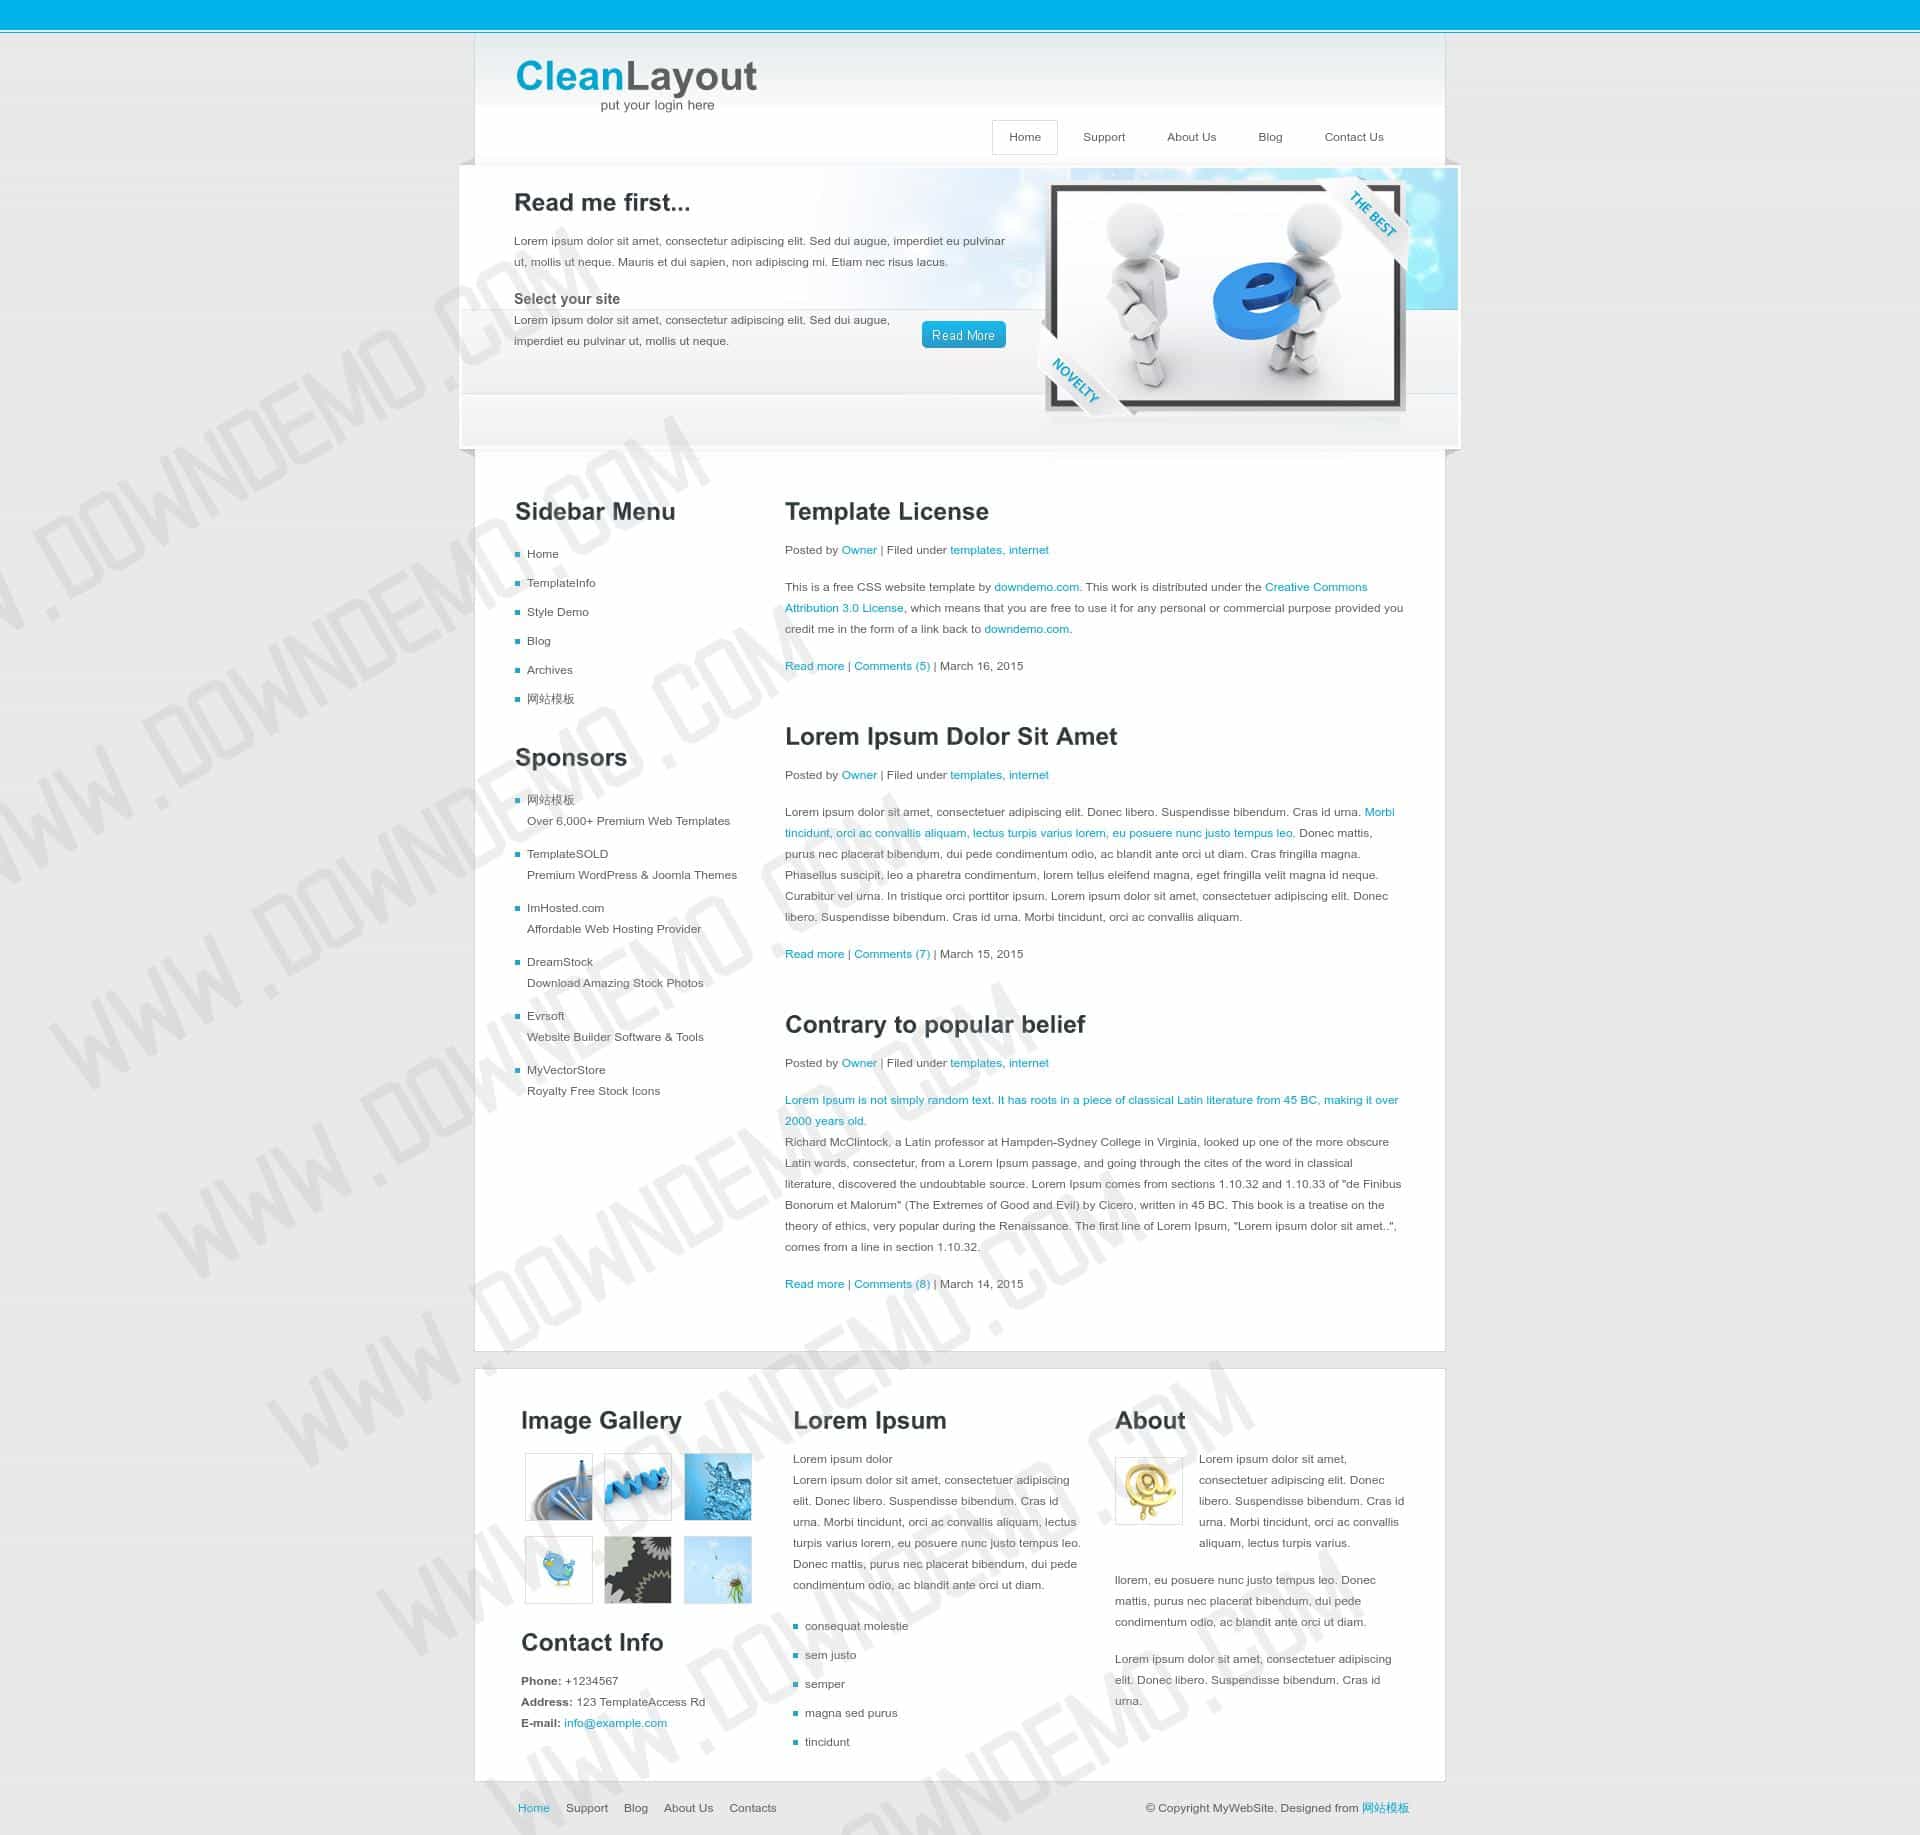 CleanLayout
put your login here
Home Support About Us Blog Contact Us
Read me first...
Lorem ipsum dolor sit amet, consectetur adipiscing elit. Sed dui augue, imperdiet eu pulvinar
ut, mollis ut neque. Mauris et dui sapien, non adipiscing mi. Etiam nec risus lacus.
Select your site
Lorem ipsum dolor sit amet, consectetur adipiscing elit. Sed dui augue,
imperdiet eu pulvinar ut, mollis ut neque.
Read More
THE BEST
NOVELTY
Sidebar Menu
Home
TemplateInfo
Style Demo
Blog
Archives
网站模板
Sponsors
网站模板
Over 6,000+ Premium Web Templates
TemplateSOLD
Premium WordPress & Joomla Themes
ImHosted.com
Affordable Web Hosting Provider
DreamStock
Download Amazing Stock Photos
Evrsoft
Website Builder Software & Tools
MyVectorStore
Royalty Free Stock Icons
Template License
Posted by Owner | Filed under templates, internet
This is a free CSS website template by downdemo.com. This work is distributed under the Creative Commons
Attribution 3.0 License, which means that you are free to use it for any personal or commercial purpose provided you
credit me in the form of a link back to downdemo.com.
Read more | Comments (5) | March 16, 2015
Lorem Ipsum Dolor Sit Amet
Posted by Owner | Filed under templates, internet
Lorem ipsum dolor sit amet, consectetuer adipiscing elit. Donec libero. Suspendisse bibendum. Cras id urna. Morbi
tincidunt, orci ac convallis aliquam, lectus turpis varius lorem, eu posuere nunc justo tempus leo. Donec mattis,
purus nec placerat bibendum, dui pede condimentum odio, ac blandit ante orci ut diam. Cras fringilla magna.
Phasellus suscipit, leo a pharetra condimentum, lorem tellus eleifend magna, eget fringilla velit magna id neque.
Curabitur vel urna. In tristique orci porttitor ipsum. Lorem ipsum dolor sit amet, consectetuer adipiscing elit. Donec
libero. Suspendisse bibendum. Cras id urna. Morbi tincidunt, orci ac convallis aliquam.
Read more | Comments (7) | March 15, 2015
Contrary to popular belief
Posted by Owner | Filed under templates, internet
Lorem Ipsum is not simply random text. It has roots in a piece of classical Latin literature from 45 BC, making it over
2000 years old.
Richard McClintock, a Latin professor at Hampden-Sydney College in Virginia, looked up one of the more obscure
Latin words, consectetur, from a Lorem Ipsum passage, and going through the cites of the word in classical
literature, discovered the undoubtable source. Lorem Ipsum comes from sections 1.10.32 and 1.10.33 of "de Finibus
Bonorum et Malorum" (The Extremes of Good and Evil) by Cicero, written in 45 BC. This book is a treatise on the
theory of ethics, very popular during the Renaissance. The first line of Lorem Ipsum, "Lorem ipsum dolor sit amet..",
comes from a line in section 1.10.32.
Read more | Comments (8) | March 14, 2015
Image Gallery
Contact Info
Phone: +1234567
Address: 123 TemplateAccess Rd
E-mail: info@example.com
Lorem Ipsum
Lorem ipsum dolor
Lorem ipsum dolor sit amet, consectetuer adipiscing
elit. Donec libero. Suspendisse bibendum. Cras id
urna. Morbi tincidunt, orci ac convallis aliquam, lectus
turpis varius lorem, eu posuere nunc justo tempus leo.
Donec mattis, purus nec placerat bibendum, dui pede
condimentum odio, ac blandit ante orci ut diam.
consequat molestie
sem justo
semper
magna sed purus
tincidunt
About
Lorem ipsum dolor sit amet,
consectetuer adipiscing elit. Donec
libero. Suspendisse bibendum. Cras id
urna. Morbi tincidunt, orci ac convallis
aliquam, lectus turpis varius.
llorem, eu posuere nunc justo tempus leo. Donec
mattis, purus nec placerat bibendum, dui pede
condimentum odio, ac blandit ante orci ut diam.
Lorem ipsum dolor sit amet, consectetuer adipiscing
elit. Donec libero. Suspendisse bibendum. Cras id
urna.
Home Support Blog About Us Contacts
© Copyright MyWebSite. Designed from 网站模板
WWW.DOWNDEMO.COM
WWW.DOWNDEMO.COM
WWW.DOWNDEMO.COM
WWW.DOWNDEMO.COM
WWW.DOWNDEMO.COM
WWW.DOWNDEMO.COM
WWW.DOWNDEMO.COM